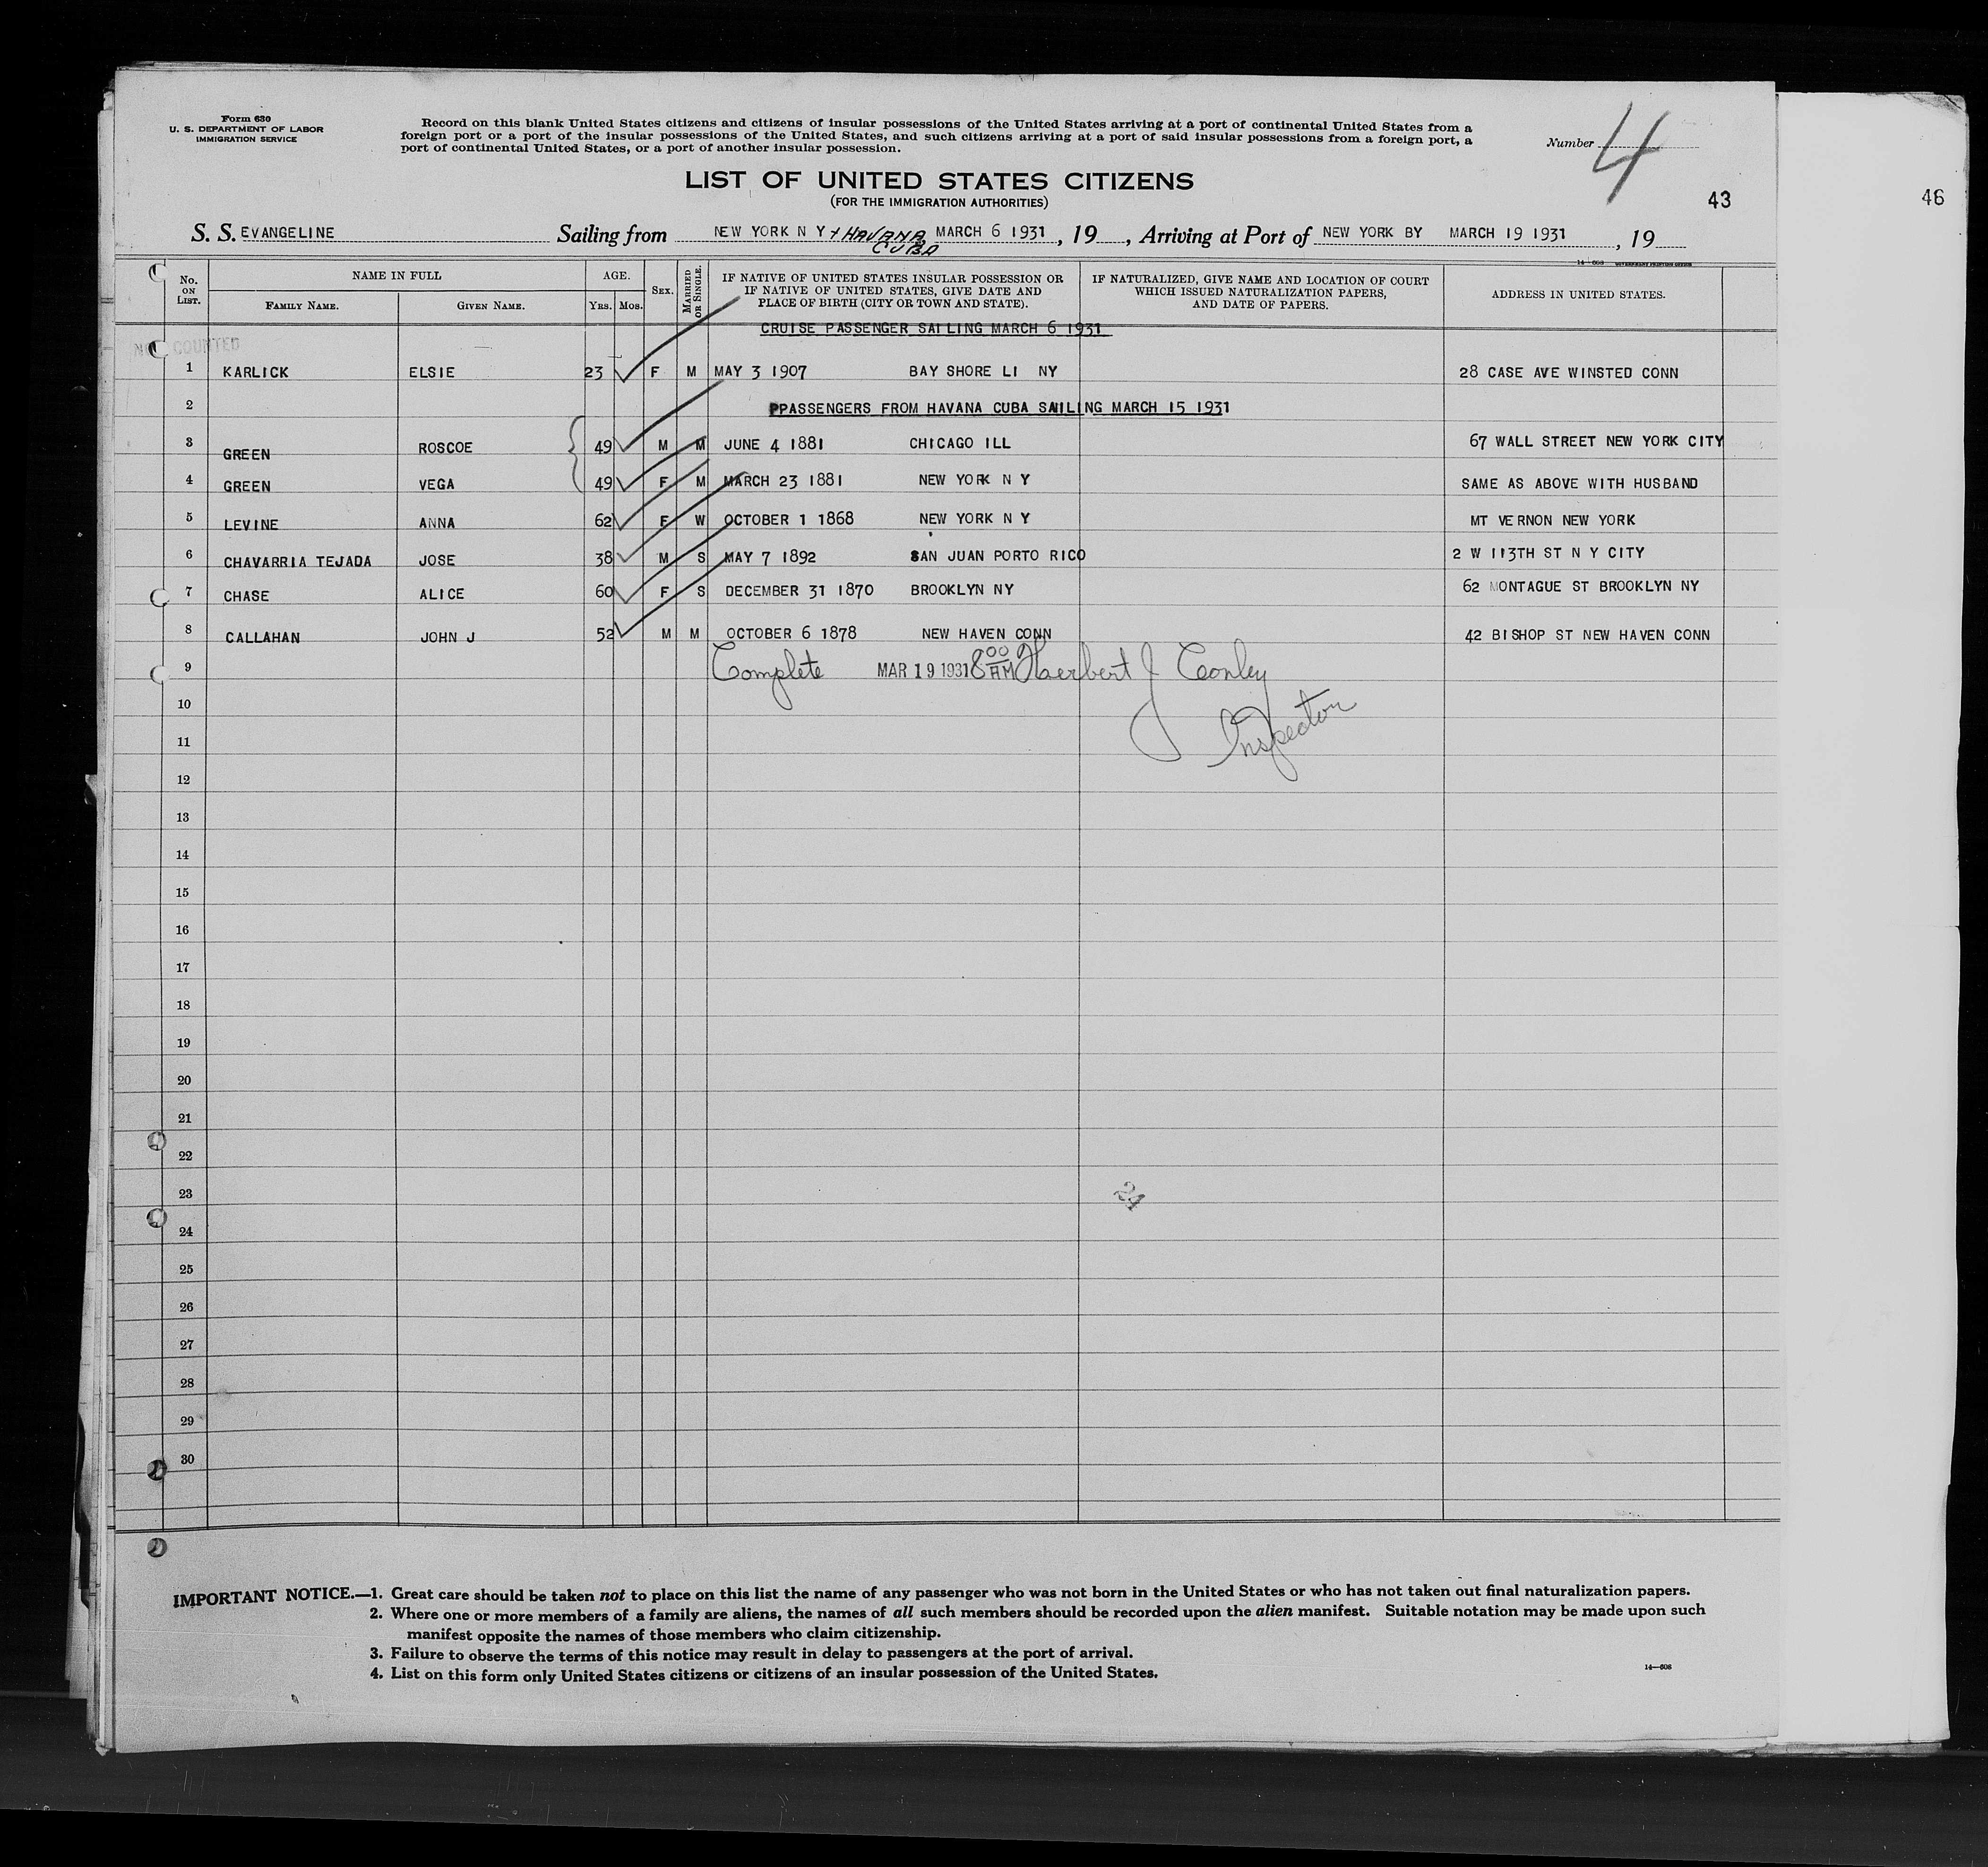 Form 630
U. S. DEPARTMENT OF LABOR
IMMIGRATION SERVICE
Record on this blank United States citizens and citizens of insular possessions of the United States arriving at a port of continental United States from a
foreign port or a port of the insular possessions of the United States, and such citizens arriving at a port of said insular possessions from a foreign port, a
port of continental United States, or a port of another insular possession.
Number 4
LIST OF UNITED STATES CITIZENS
(FOR THE IMMIGRATION AUTHORITIES)
43
46
S. S. EVANGELINE Sailing from NEW YORK N Y + HAVANA CUBA MARCH 6 1931, 19 , Arriving at Port of NEW YORK BY MARCH 19 1931 , 19
14—608 GOVERNMENT PRINTING OFFICE
No. ON LIST.
NAME IN FULL
FAMILY NAME. GIVEN NAME.
AGE.
YRS. MOS.
SEX.
MARRIED OR SINGLE.
IF NATIVE OF UNITED STATES INSULAR POSSESSION OR
IF NATIVE OF UNITED STATES, GIVE DATE AND
PLACE OF BIRTH (CITY OR TOWN AND STATE).
IF NATURALIZED, GIVE NAME AND LOCATION OF COURT
WHICH ISSUED NATURALIZATION PAPERS,
AND DATE OF PAPERS.
ADDRESS IN UNITED STATES.
CRUISE PASSENGER SAILING MARCH 6 1931
NOT COUNTED
1 KARLICK ELSIE 23 F M MAY 3 1907 BAY SHORE LI NY 28 CASE AVE WINSTED CONN
2 PPASSENGERS FROM HAVANA CUBA SAILING MARCH 15 1931
3 GREEN ROSCOE 49 M M JUNE 4 1881 CHICAGO ILL 67 WALL STREET NEW YORK CITY
4 GREEN VEGA 49 F M MARCH 23 1881 NEW YORK N Y SAME AS ABOVE WITH HUSBAND
5 LEVINE ANNA 62 F W OCTOBER 1 1868 NEW YORK N Y MT VERNON NEW YORK
6 CHAVARRIA TEJADA JOSE 38 M S MAY 7 1892 SAN JUAN PORTO RICO 2 W 113TH ST N Y CITY
7 CHASE ALICE 60 F S DECEMBER 31 1870 BROOKLYN NY 62 MONTAGUE ST BROOKLYN NY
8 CALLAHAN JOHN J 52 M M OCTOBER 6 1878 NEW HAVEN CONN 42 BISHOP ST NEW HAVEN CONN
9 Complete MAR 19 1931 8 00 AM Herbert J Conley
10 Inspector
11
12
13
14
15
16
17
18
19
20
21
22
23 24
24
25
26
27
28
29
30
IMPORTANT NOTICE.—1. Great care should be taken not to place on this list the name of any passenger who was not born in the United States or who has not taken out final naturalization papers.
2. Where one or more members of a family are aliens, the names of all such members should be recorded upon the alien manifest. Suitable notation may be made upon such
manifest opposite the names of those members who claim citizenship.
3. Failure to observe the terms of this notice may result in delay to passengers at the port of arrival.
4. List on this form only United States citizens or citizens of an insular possession of the United States.
14—608